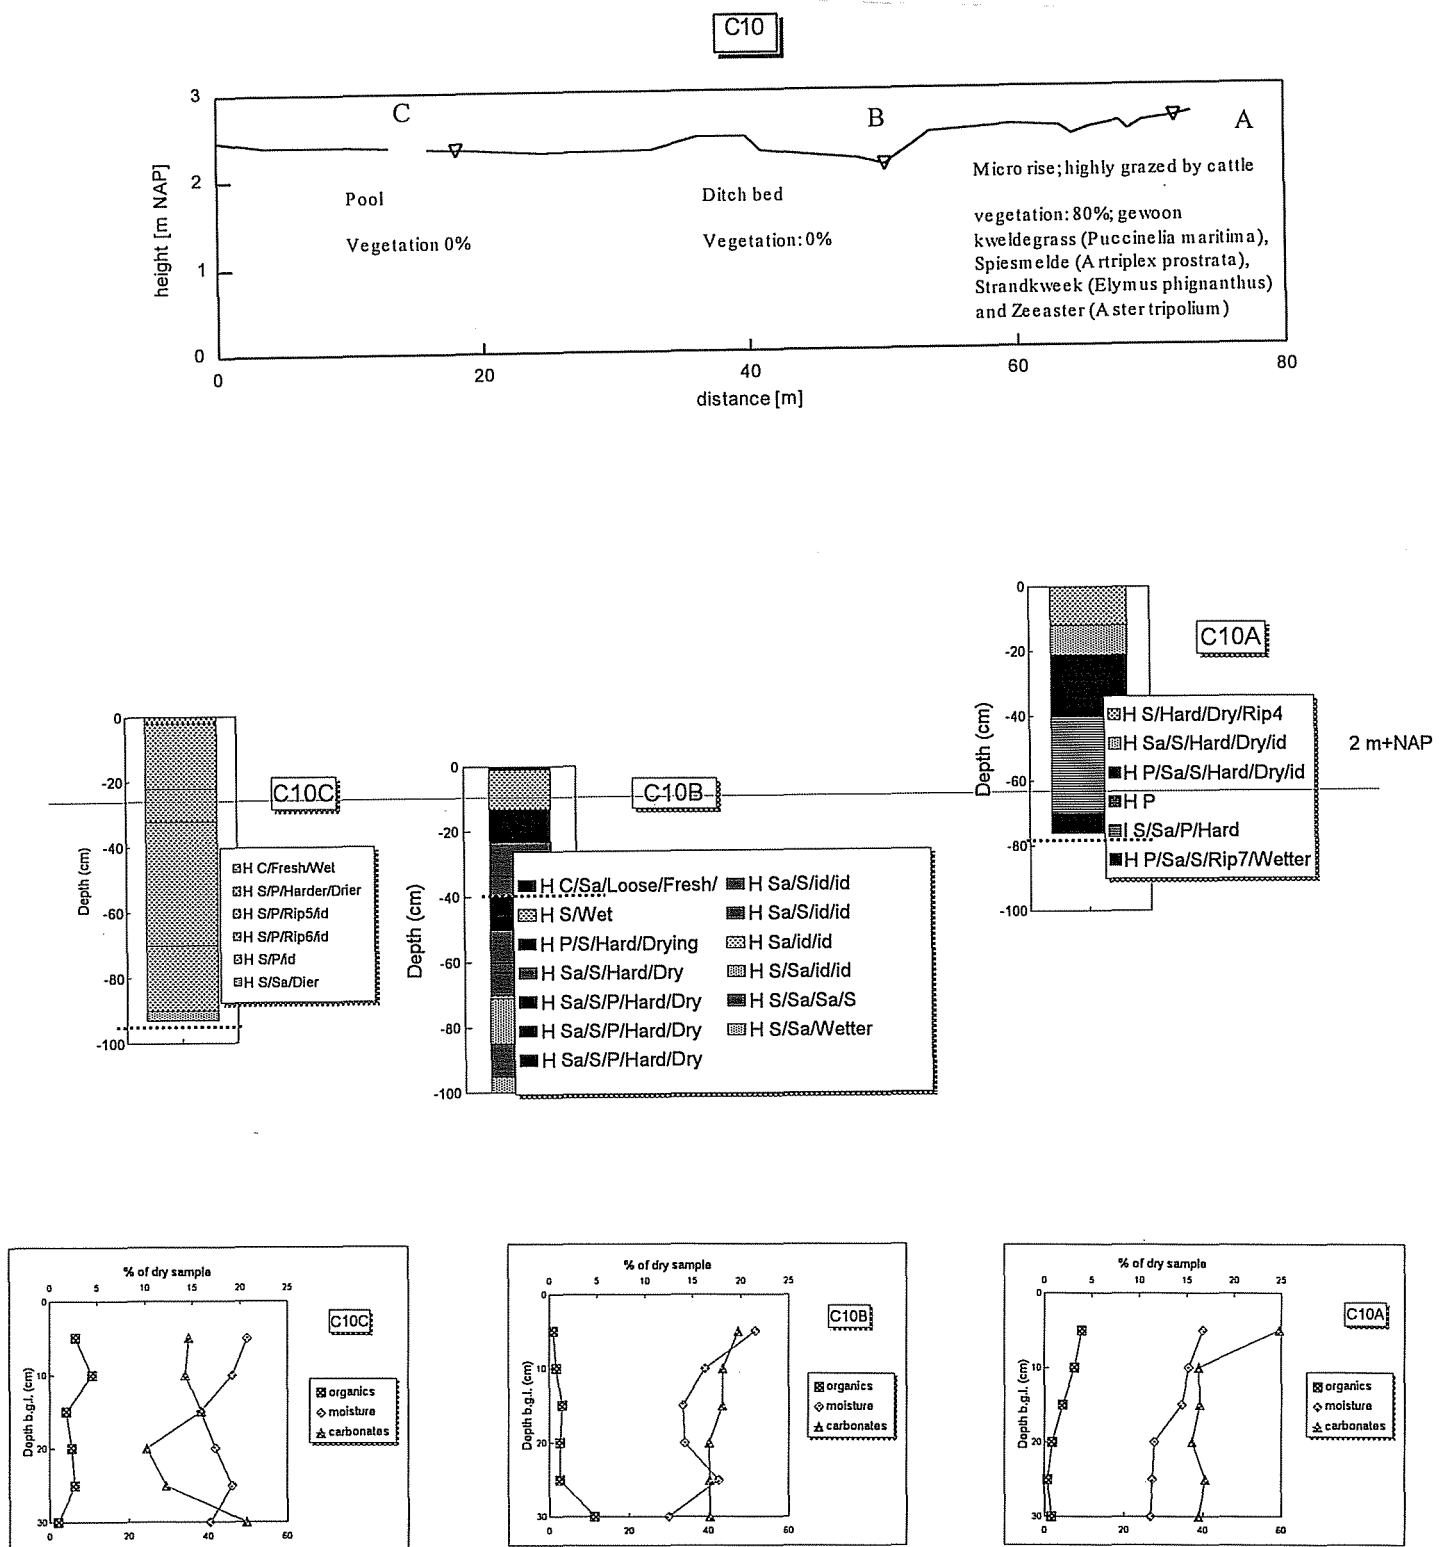 C10
3
2
1
0
height [m NAP]
C
B
A
Pool
Vegetation 0%
Ditch bed
Vegetation: 0%
Micro rise; highly grazed by cattle
vegetation: 80%; gewoon
kweldegrass (Puccinelia maritima),
Spiesmelde (Artriplex prostrata),
Strandkweek (Elymus phignanthus)
and Zeeaster (Aster tripolium)
0 20 40 60 80
distance [m]
0
-20
-40
-60
-80
-100
Depth (cm)
C10A
H S/Hard/Dry/Rip4
H Sa/S/Hard/Dry/id
H P/Sa/S/Hard/Dry/id
H P
I S/Sa/P/Hard
H P/Sa/S/Rip7/Wetter
2 m+NAP
0
-20
-40
-60
-80
-100
Depth (cm)
C10C
H C/Fresh/Wet
H S/P/Harder/Drier
H S/P/Rip5/id
H S/P/Rip6/id
H S/P/id
H S/Sa/Dier
0
-20
-40
-60
-80
-100
Depth (cm)
C10B
H C/Sa/Loose/Fresh/
H S/Wet
H P/S/Hard/Drying
H Sa/S/Hard/Dry
H Sa/S/P/Hard/Dry
H Sa/S/P/Hard/Dry
H Sa/S/P/Hard/Dry
H Sa/S/id/id
H Sa/S/id/id
H Sa/id/id
H S/Sa/id/id
H S/Sa/Sa/S
H S/Sa/Wetter
% of dry sample
0 5 10 15 20 25
0
10
20
30
Depth b.g.l. (cm)
0 20 40 60
C10C
organics
moisture
carbonates
% of dry sample
0 5 10 15 20 25
0
10
20
30
Depth b.g.l. (cm)
0 20 40 60
C10B
organics
moisture
carbonates
% of dry sample
0 5 10 15 20 25
0
10
20
30
Depth b.g.l. (cm)
0 20 40 60
C10A
organics
moisture
carbonates